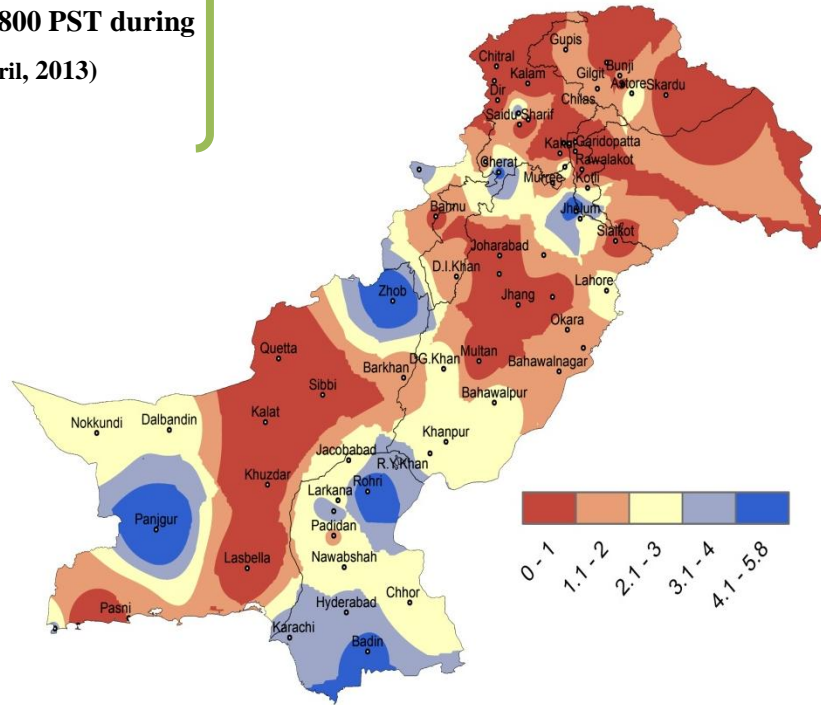 800 PST during
ril, 2013)
Gupis
Chitral
Bunji
Gilgit
Kalam
Astore Skardu
Dir
Chilas
Saidu Sharif
Garidopatta
Cherat
Rawalakot
Murree
Kotli
Bannu
Jhalum
Sialkot
Joharabad
D.I.Khan
Zhob
Lahore
Jhang
Okara
Quetta
Multan
DG.Khan
Bahawalnagar
Barkhan
Sibbi
Bahawalpur
Kalat
Nokkundi
Dalbandin
Khanpur
Jacobabad
R.Y.Khan
Khuzdar
Rohri
Larkana
Panjgur
Padidan
Lasbella
Nawabshah
Chhor
Pasni
Hyderabad
Karachi
Badin
0 - 1
1.1 - 2
2.1 - 3
3.1 - 4
4.1 - 5.8